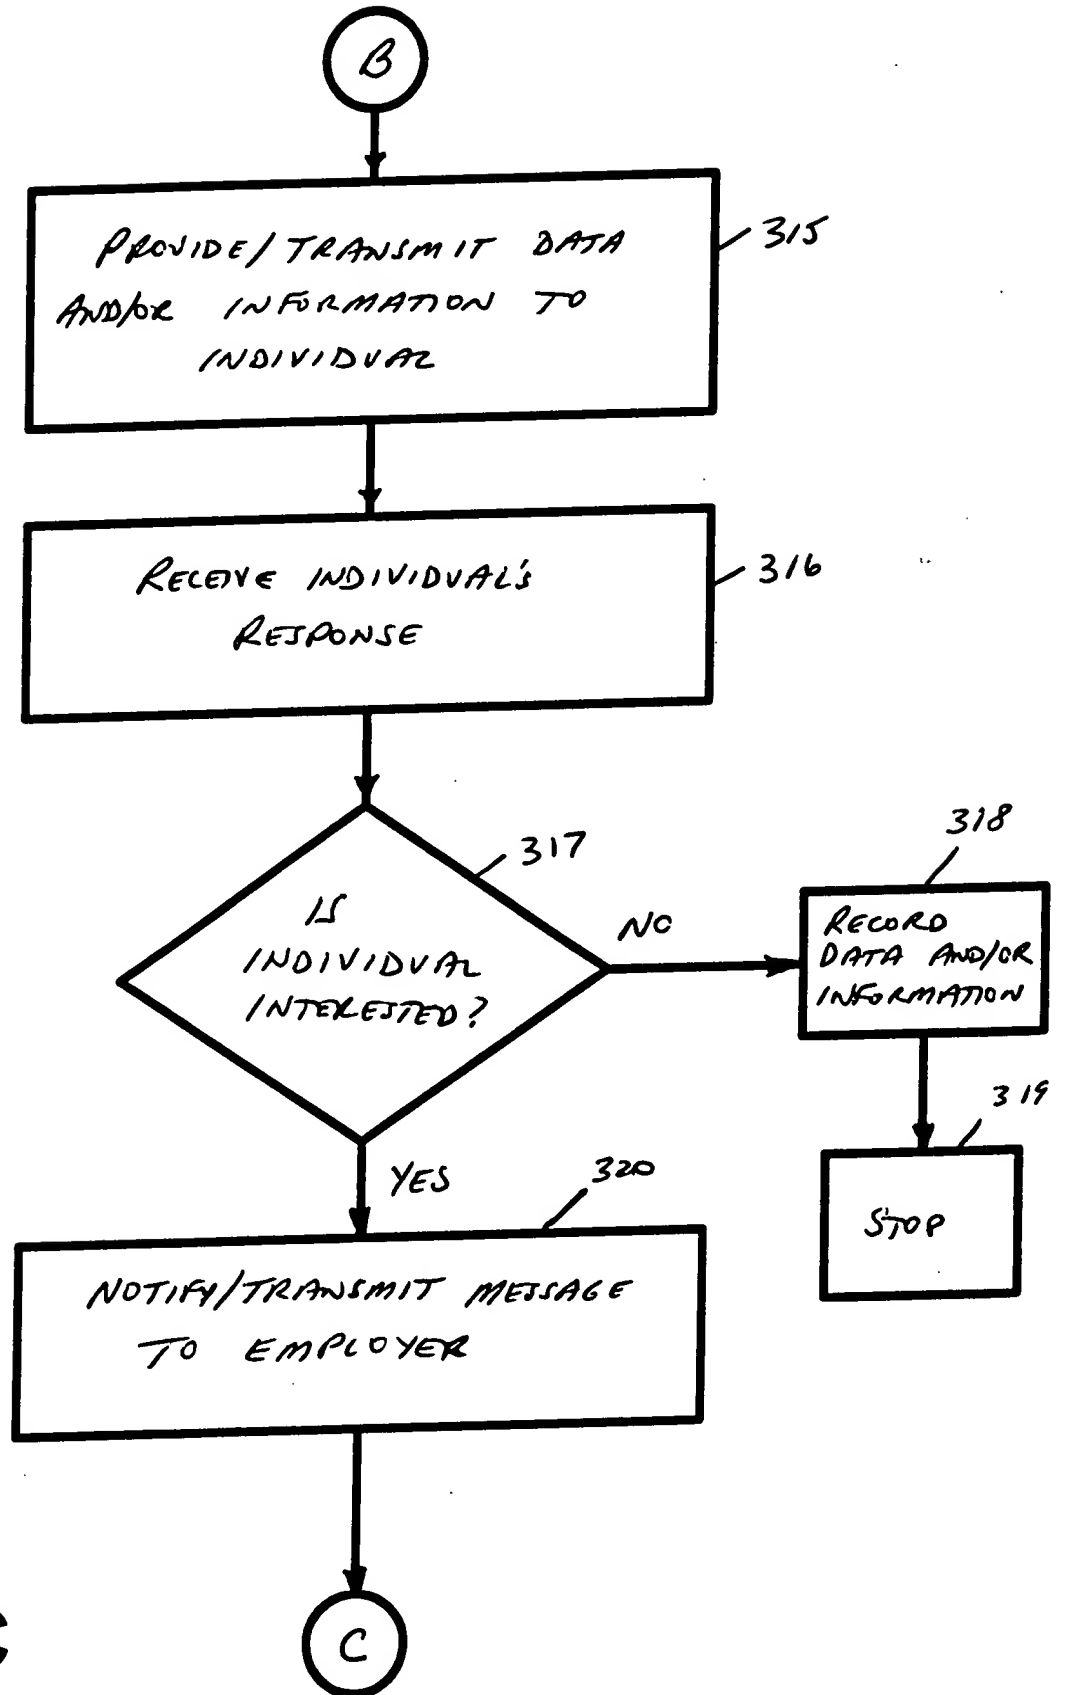 B
PROVIDE/TRANSMIT DATA
AND/OR INFORMATION TO
INDIVIDUAL
315
RECEIVE INDIVIDUAL'S
RESPONSE
316
317
IS
INDIVIDUAL
INTERESTED?
NO
318
RECORD
DATA AND/OR
INFORMATION
319
STOP
YES
320
NOTIFY/TRANSMIT MESSAGE
TO EMPLOYER
C